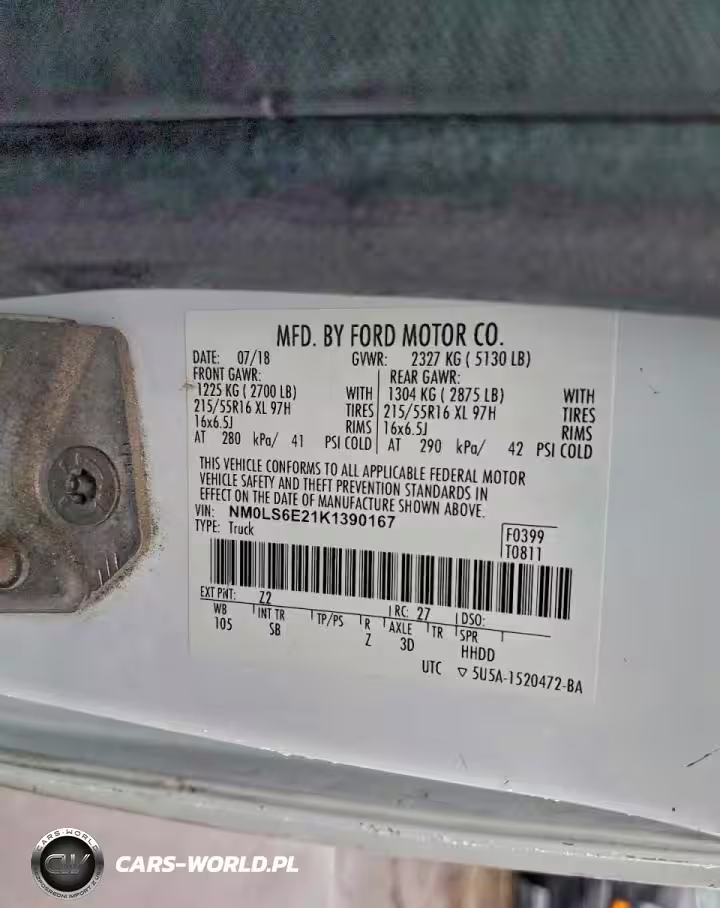 MFD. BY FORD MOTOR CO.
DATE: 07/18 GVWR: 2327 KG ( 5130 LB)
FRONT GAWR: REAR GAWR:
1225 KG ( 2700 LB) WITH 1304 KG ( 2875 LB) WITH
215/55R16 XL 97H TIRES 215/55R16 XL 97H TIRES
16x6.5J RIMS 16x6.5J RIMS
AT 280 kPa/ 41 PSI COLD AT 290 kPa/ 42 PSI COLD
THIS VEHICLE CONFORMS TO ALL APPLICABLE FEDERAL MOTOR
VEHICLE SAFETY AND THEFT PREVENTION STANDARDS IN
EFFECT ON THE DATE OF MANUFACTURE SHOWN ABOVE.
VIN: NM0LS6E21K1390167
TYPE: Truck
F0399
T0811
EXT PNT: Z2 RC: 27 DSO:
WB INT TR TP/PS R AXLE TR SPR
105 SB Z 3D HHDD
UTC ▽ 5U5A-1520472-BA
CARS-WORLD
CW
CARS-WORLD.PL